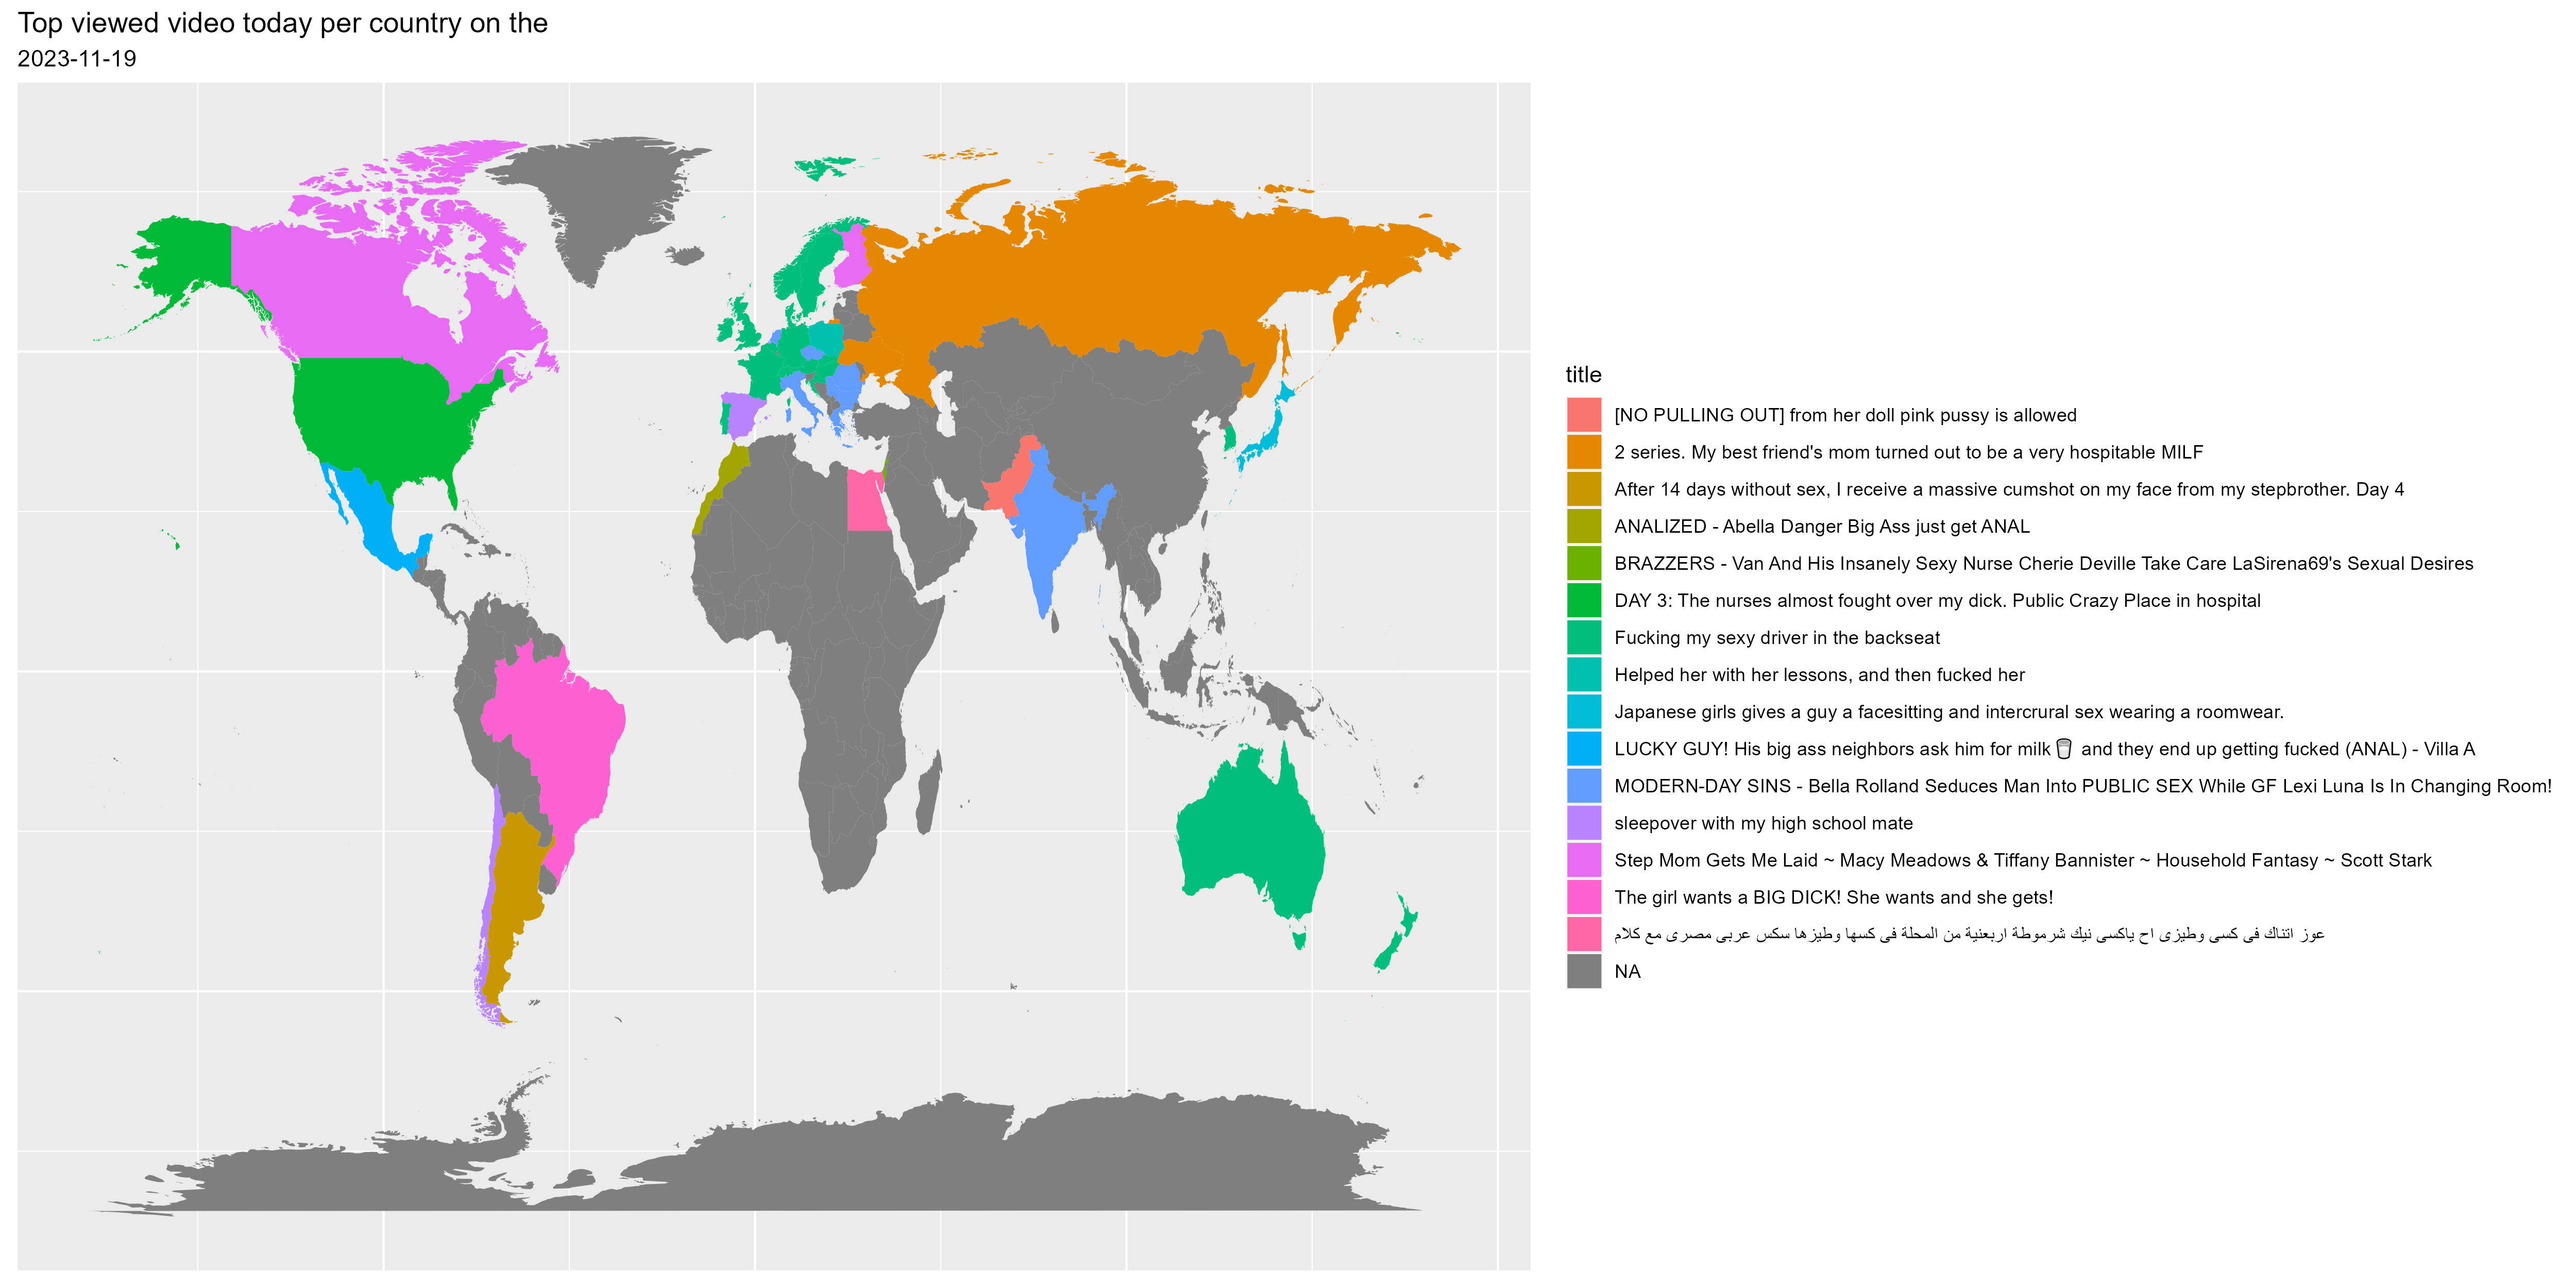 Top viewed video today per country on the
2023-11-19
title
[NO PULLING OUT] from her doll pink pussy is allowed
2 series. My best friend's mom turned out to be a very hospitable MILF
After 14 days without sex, I receive a massive cumshot on my face from my stepbrother. Day 4
ANALIZED - Abella Danger Big Ass just get ANAL
BRAZZERS - Van And His Insanely Sexy Nurse Cherie Deville Take Care LaSirena69's Sexual Desires
DAY 3: The nurses almost fought over my dick. Public Crazy Place in hospital
Fucking my sexy driver in the backseat
Helped her with her lessons, and then fucked her
Japanese girls gives a guy a facesitting and intercrural sex wearing a roomwear.
LUCKY GUY! His big ass neighbors ask him for milk🥛 and they end up getting fucked (ANAL) - Villa A
MODERN-DAY SINS - Bella Rolland Seduces Man Into PUBLIC SEX While GF Lexi Luna Is In Changing Room!
sleepover with my high school mate
Step Mom Gets Me Laid ~ Macy Meadows & Tiffany Bannister ~ Household Fantasy ~ Scott Stark
The girl wants a BIG DICK! She wants and she gets!
عوز اتناك فى كسى وطيزى اح ياكسى نيك شرموطة اربعنية من المحلة فى كسها وطيزها سكس عربى مصرى مع كلام
NA